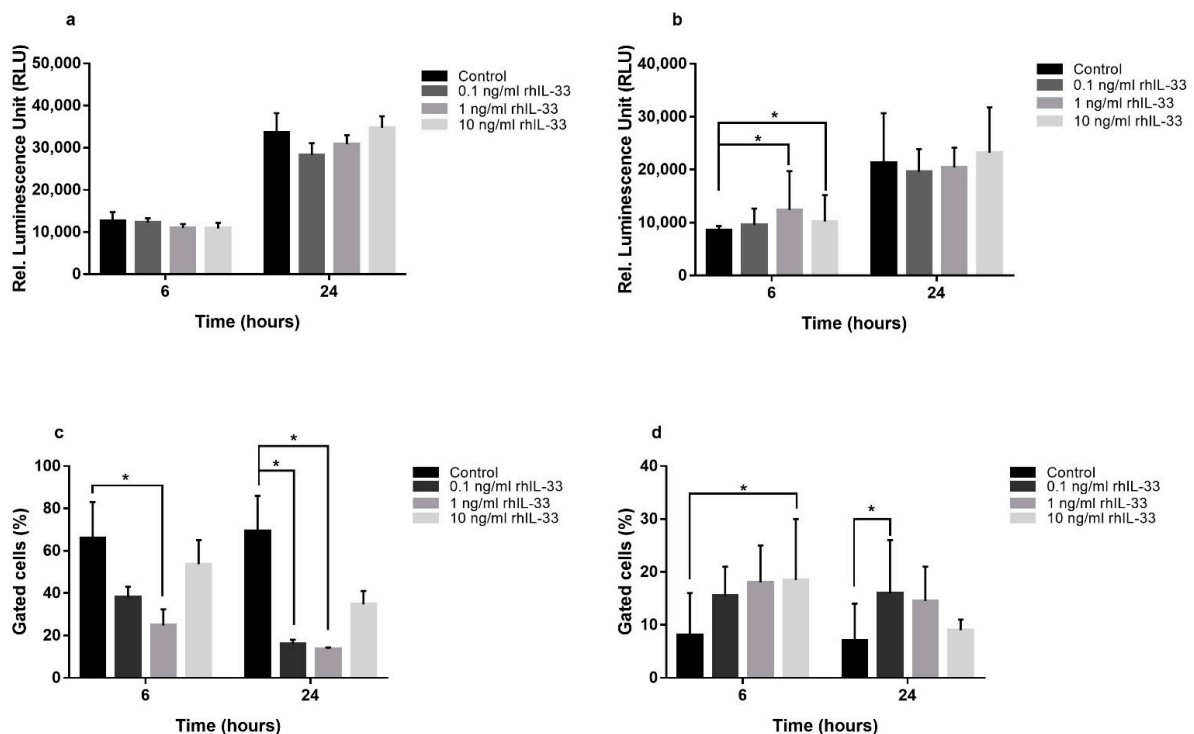 a
Rel. Luminescence Unit (RLU)
50,000
40,000
30,000
20,000
10,000
0
6
24
Time (hours)
Control
0.1 ng/ml rhIL-33
1 ng/ml rhIL-33
10 ng/ml rhIL-33
b
Rel. Luminescence Unit (RLU)
40,000
30,000
20,000
10,000
0
*
*
6
24
Time (hours)
Control
0.1 ng/ml rhIL-33
1 ng/ml rhIL-33
10 ng/ml rhIL-33
c
Gated cells (%)
100
80
60
40
20
0
*
*
*
6
24
Time (hours)
Control
0.1 ng/ml rhIL-33
1 ng/ml rhIL-33
10 ng/ml rhIL-33
d
Gated cells (%)
40
30
20
10
0
*
*
6
24
Time (hours)
Control
0.1 ng/ml rhIL-33
1 ng/ml rhIL-33
10 ng/ml rhIL-33